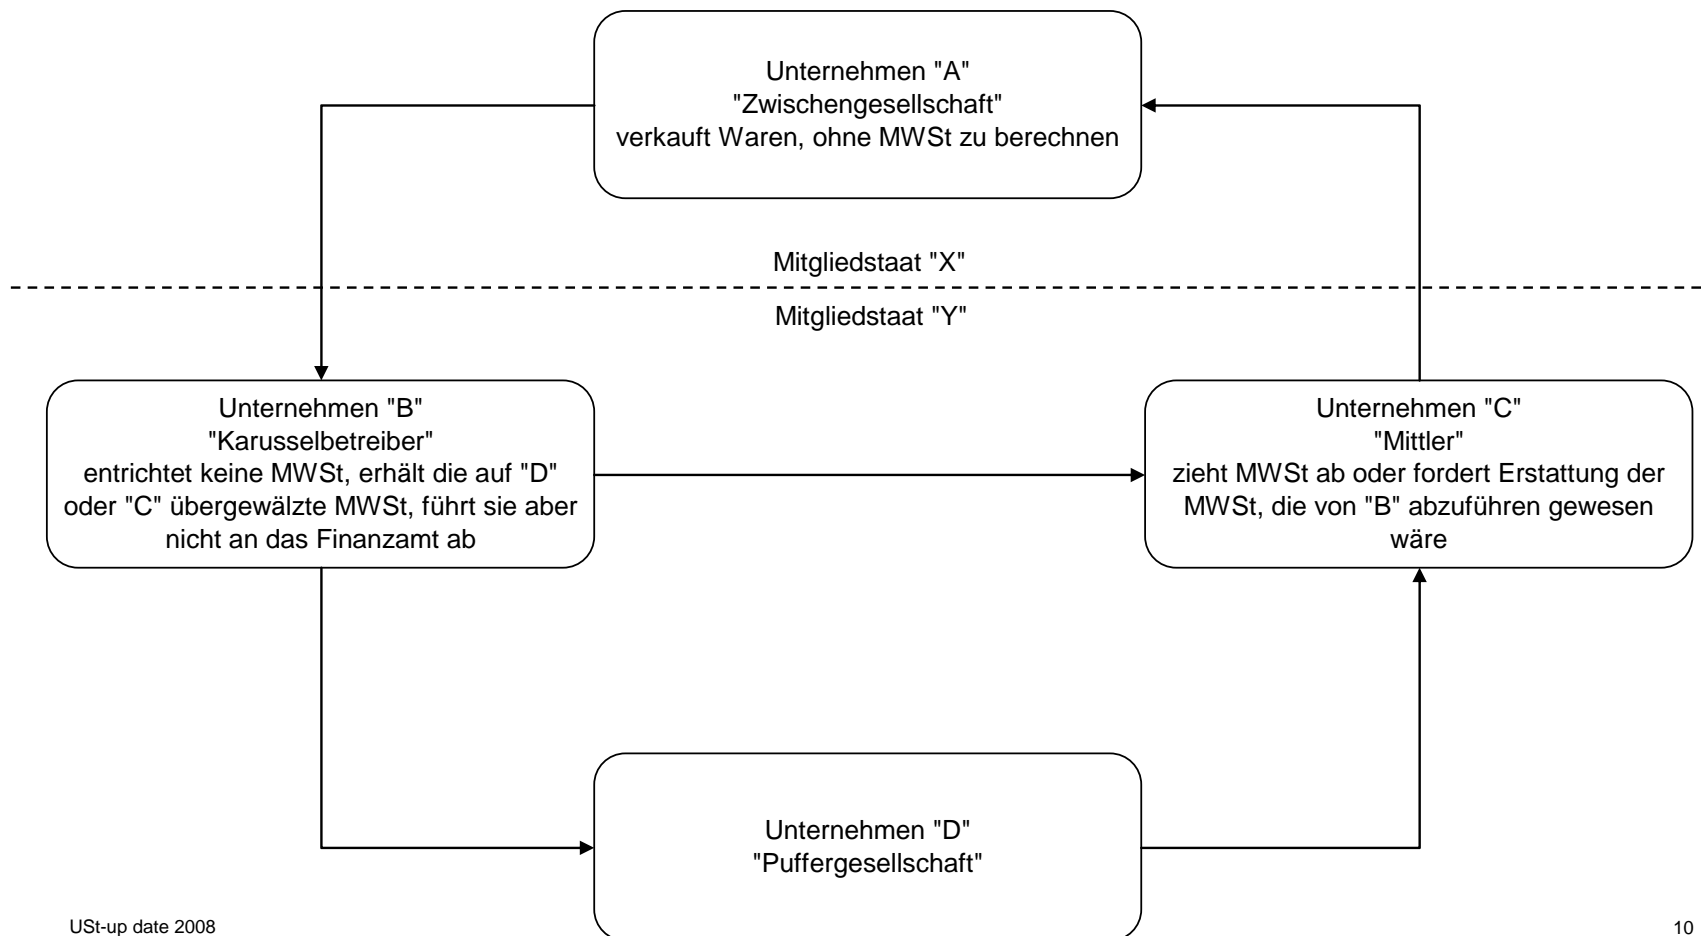 Unternehmen "A"
"Zwischengesellschaft"
verkauft Waren, ohne MWSt zu berechnen
Mitgliedstaat "X"
Mitgliedstaat "Y"
Unternehmen "B"
"Karusselbetreiber"
entrichtet keine MWSt, erhält die auf "D"
oder "C" übergewälzte MWSt, führt sie aber
nicht an das Finanzamt ab
Unternehmen "C"
"Mittler"
zieht MWSt ab oder fordert Erstattung der
MWSt, die von "B" abzuführen gewesen
wäre
Unternehmen "D"
"Puffergesellschaft"
USt-up date 2008
10